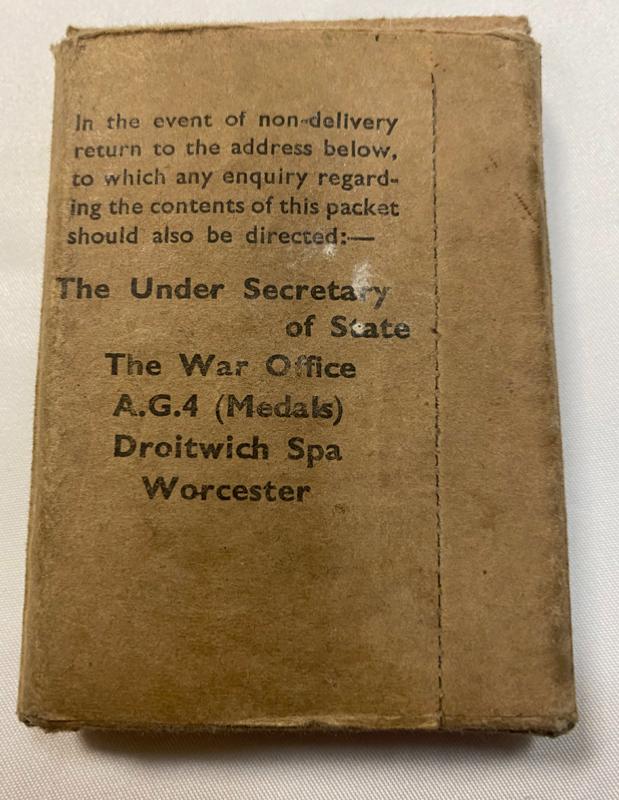 In the event of non-delivery
return to the address below,
to which any enquiry regard-
ing the contents of this packet
should also be directed:—
The Under Secretary
of State
The War Office
A.G.4 (Medals)
Droitwich Spa
Worcester